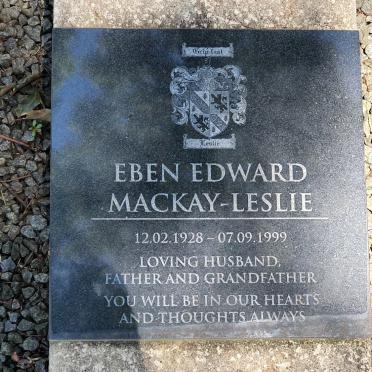 Grip fast
Leslie
EBEN EDWARD
MACKAY-LESLIE
12.02.1928 – 07.09.1999
LOVING HUSBAND,
FATHER AND GRANDFATHER
YOU WILL BE IN OUR HEARTS
AND THOUGHTS ALWAYS